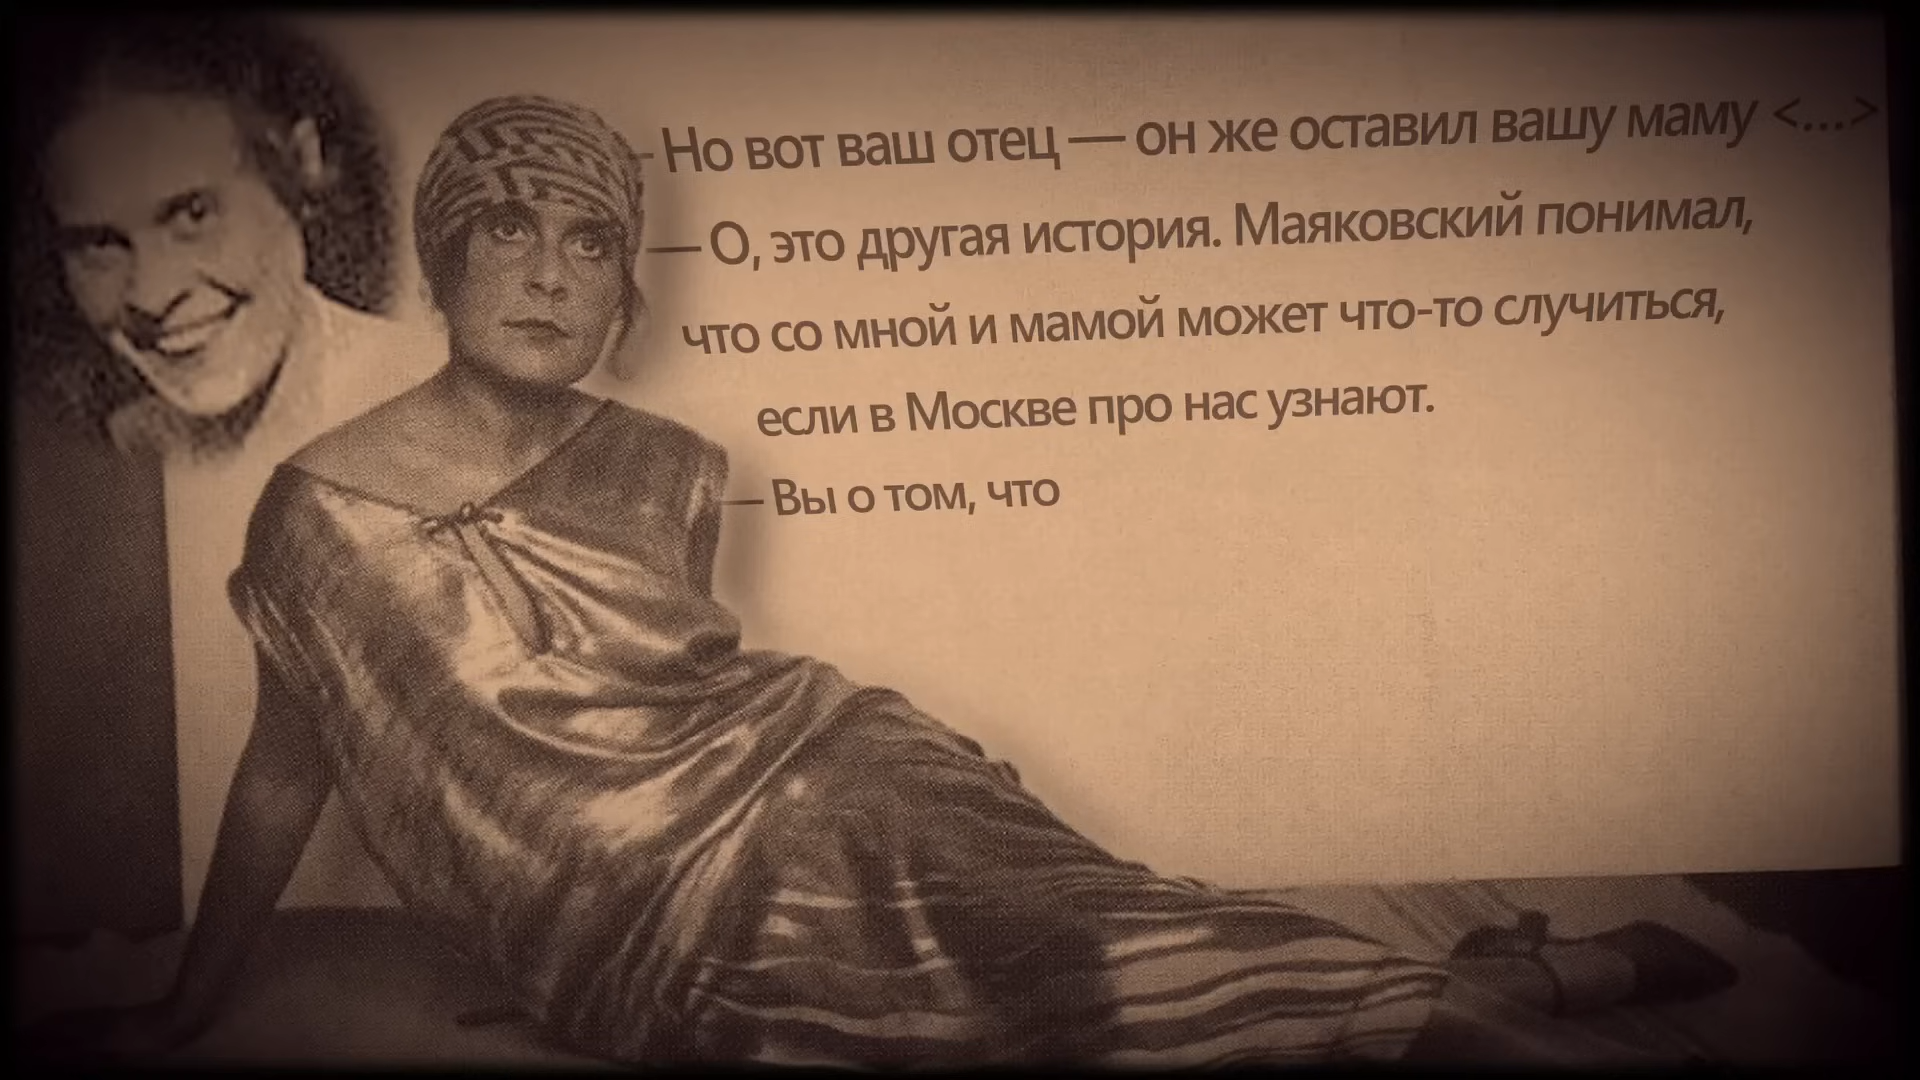 — Но вот ваш отец — он же оставил вашу маму <...>
— О, это другая история. Маяковский понимал,
что со мной и мамой может что-то случиться,
если в Москве про нас узнают.
— Вы о том, что